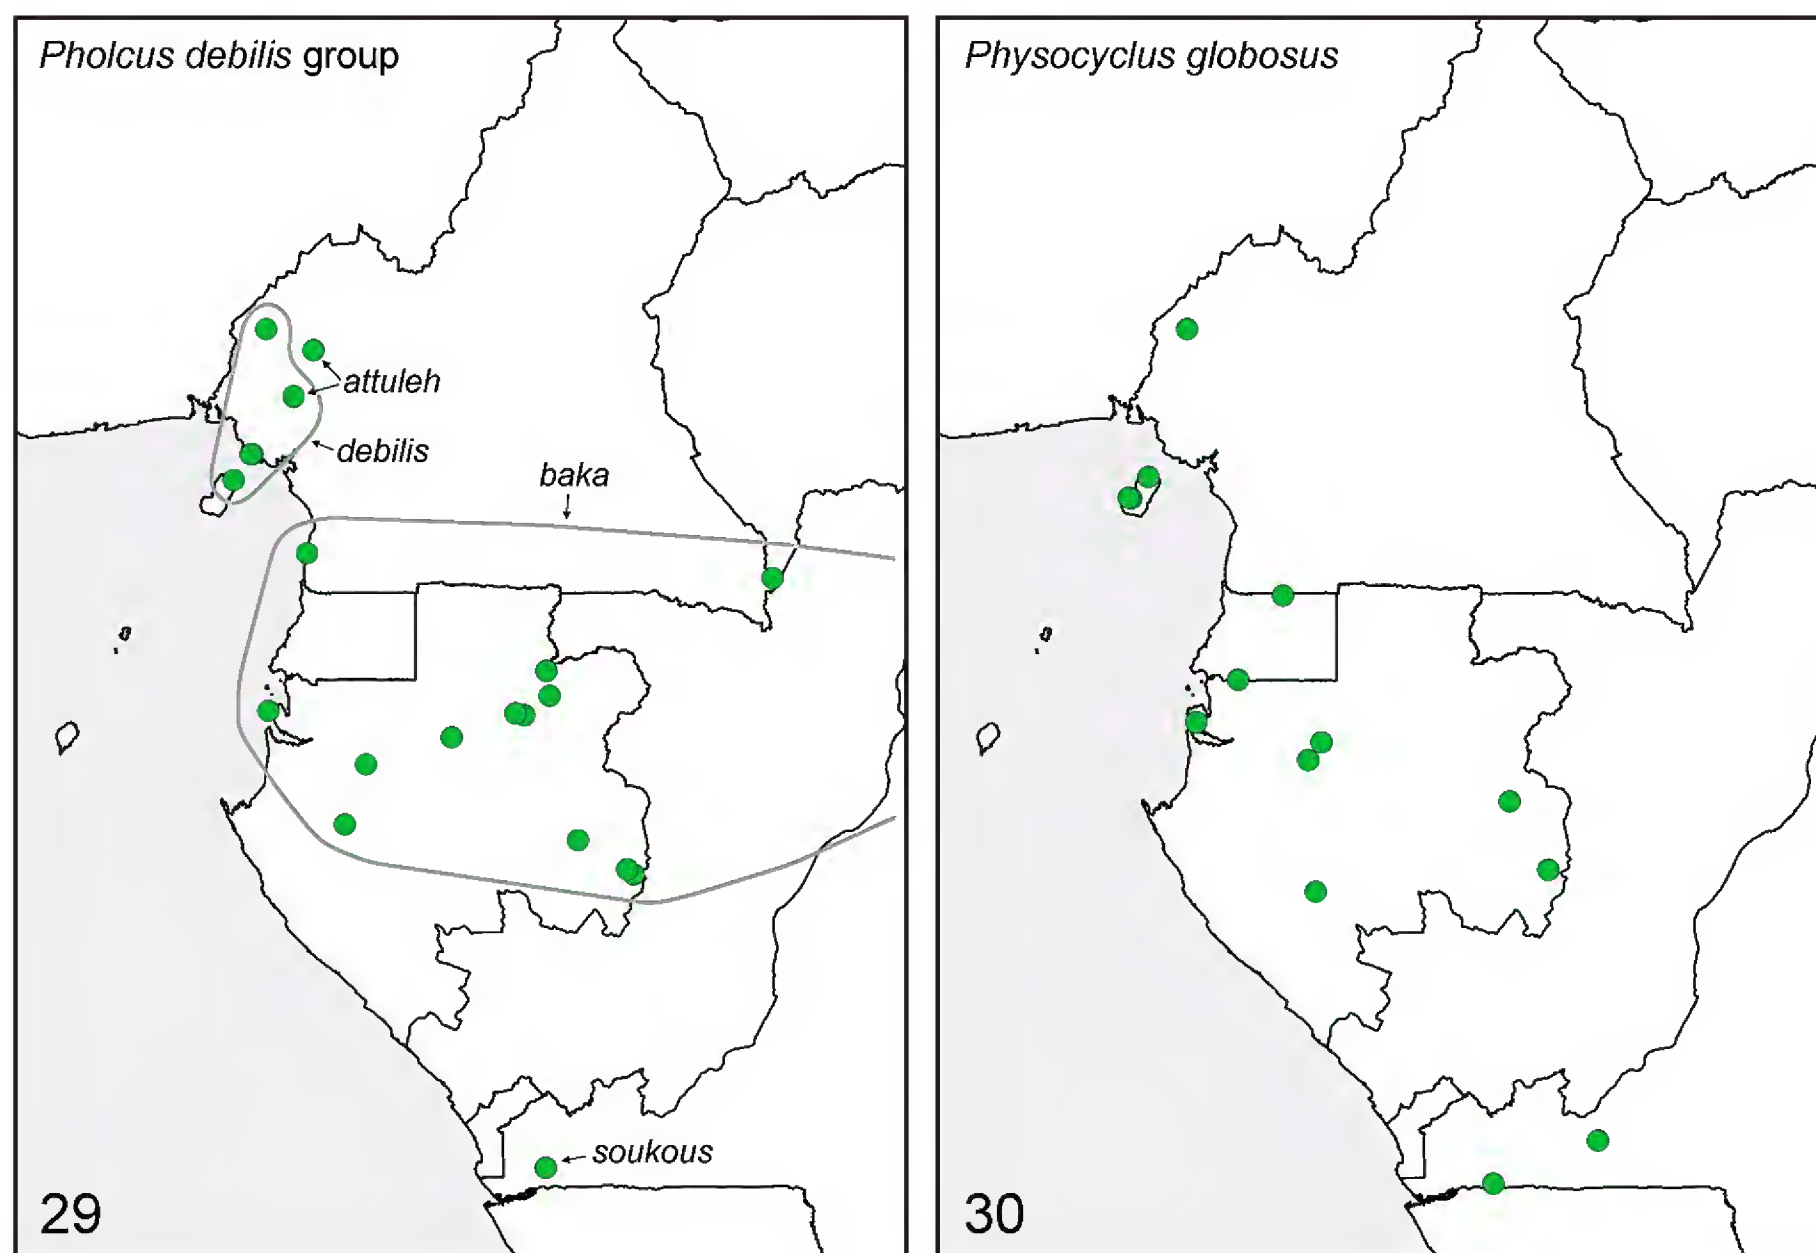 Pholcus debilis group
attuleh
debilis
baka
soukous
29
Physocyclus globosus
30